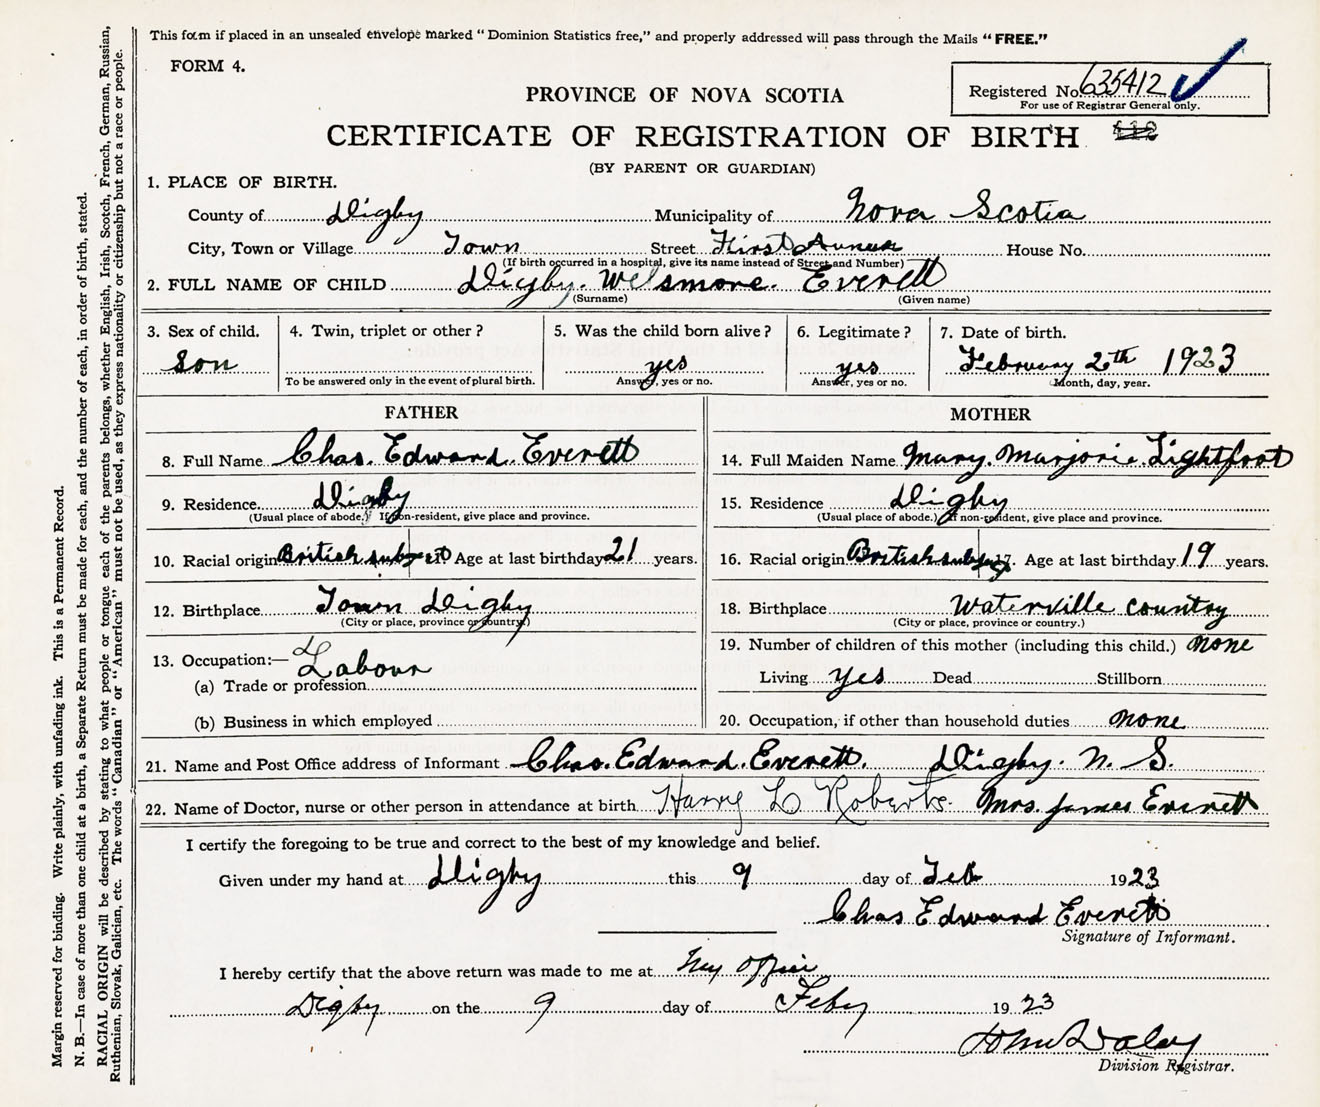 This form if placed in an unsealed envelope marked "Dominion Statistics free," and properly addressed will pass through the Mails "FREE."
FORM 4.
Registered No. 635412
For use of Registrar General only.
PROVINCE OF NOVA SCOTIA
CERTIFICATE OF REGISTRATION OF BIRTH
(BY PARENT OR GUARDIAN)
1. PLACE OF BIRTH.
County of Digby Municipality of Nova Scotia
City, Town or Village Town Street First Avenue House No.
(If birth occurred in a hospital, give its name instead of Street and Number)
2. FULL NAME OF CHILD Digby. Welsmore. Everett
(Surname) (Given name)
3. Sex of child. 4. Twin, triplet or other? 5. Was the child born alive? 6. Legitimate? 7. Date of birth.
son yes yes February 2th 1923
To be answered only in the event of plural birth. Answer, yes or no. Answer, yes or no. Month, day, year.
FATHER
8. Full Name Chas. Edward. Everett
9. Residence Digby
(Usual place of abode.) If non-resident, give place and province.
10. Racial origin British subject Age at last birthday 21 years.
12. Birthplace Town Digby
(City or place, province or country.)
13. Occupation:— Labour
(a) Trade or profession
(b) Business in which employed
MOTHER
14. Full Maiden Name Mary. Marjorie. Lightfoot
15. Residence Digby
(Usual place of abode.) If non-resident, give place and province.
16. Racial origin British subject 17. Age at last birthday 19 years.
18. Birthplace Waterville country
(City or place, province or country.)
19. Number of children of this mother (including this child.) none
Living yes Dead Stillborn
20. Occupation, if other than household duties none
21. Name and Post Office address of Informant Chas. Edward. Everett. Digby. N. S.
22. Name of Doctor, nurse or other person in attendance at birth Harry L Roberts. Mrs. James Everett
I certify the foregoing to be true and correct to the best of my knowledge and belief.
Given under my hand at Digby this 9 day of Feb 1923
Chas Edward Everett
Signature of Informant.
I hereby certify that the above return was made to me at my office
Digby on the 9 day of Feby 1923
John Daley
Division Registrar.
Margin reserved for binding. Write plainly, with unfading ink. This is a Permanent Record.
N. B.—In case of more than one child at a birth, a Separate Return must be made for each, and the number of each, in order of birth, stated.
RACIAL ORIGIN will be described by stating to what people or tongue each of the parents belongs, whether English, Irish, Scotch, French, German, Russian,
Ruthenian, Slovak, Galician, etc. The words "Canadian" or "American" must not be used, as they express nationality or citizenship but not a race or people.